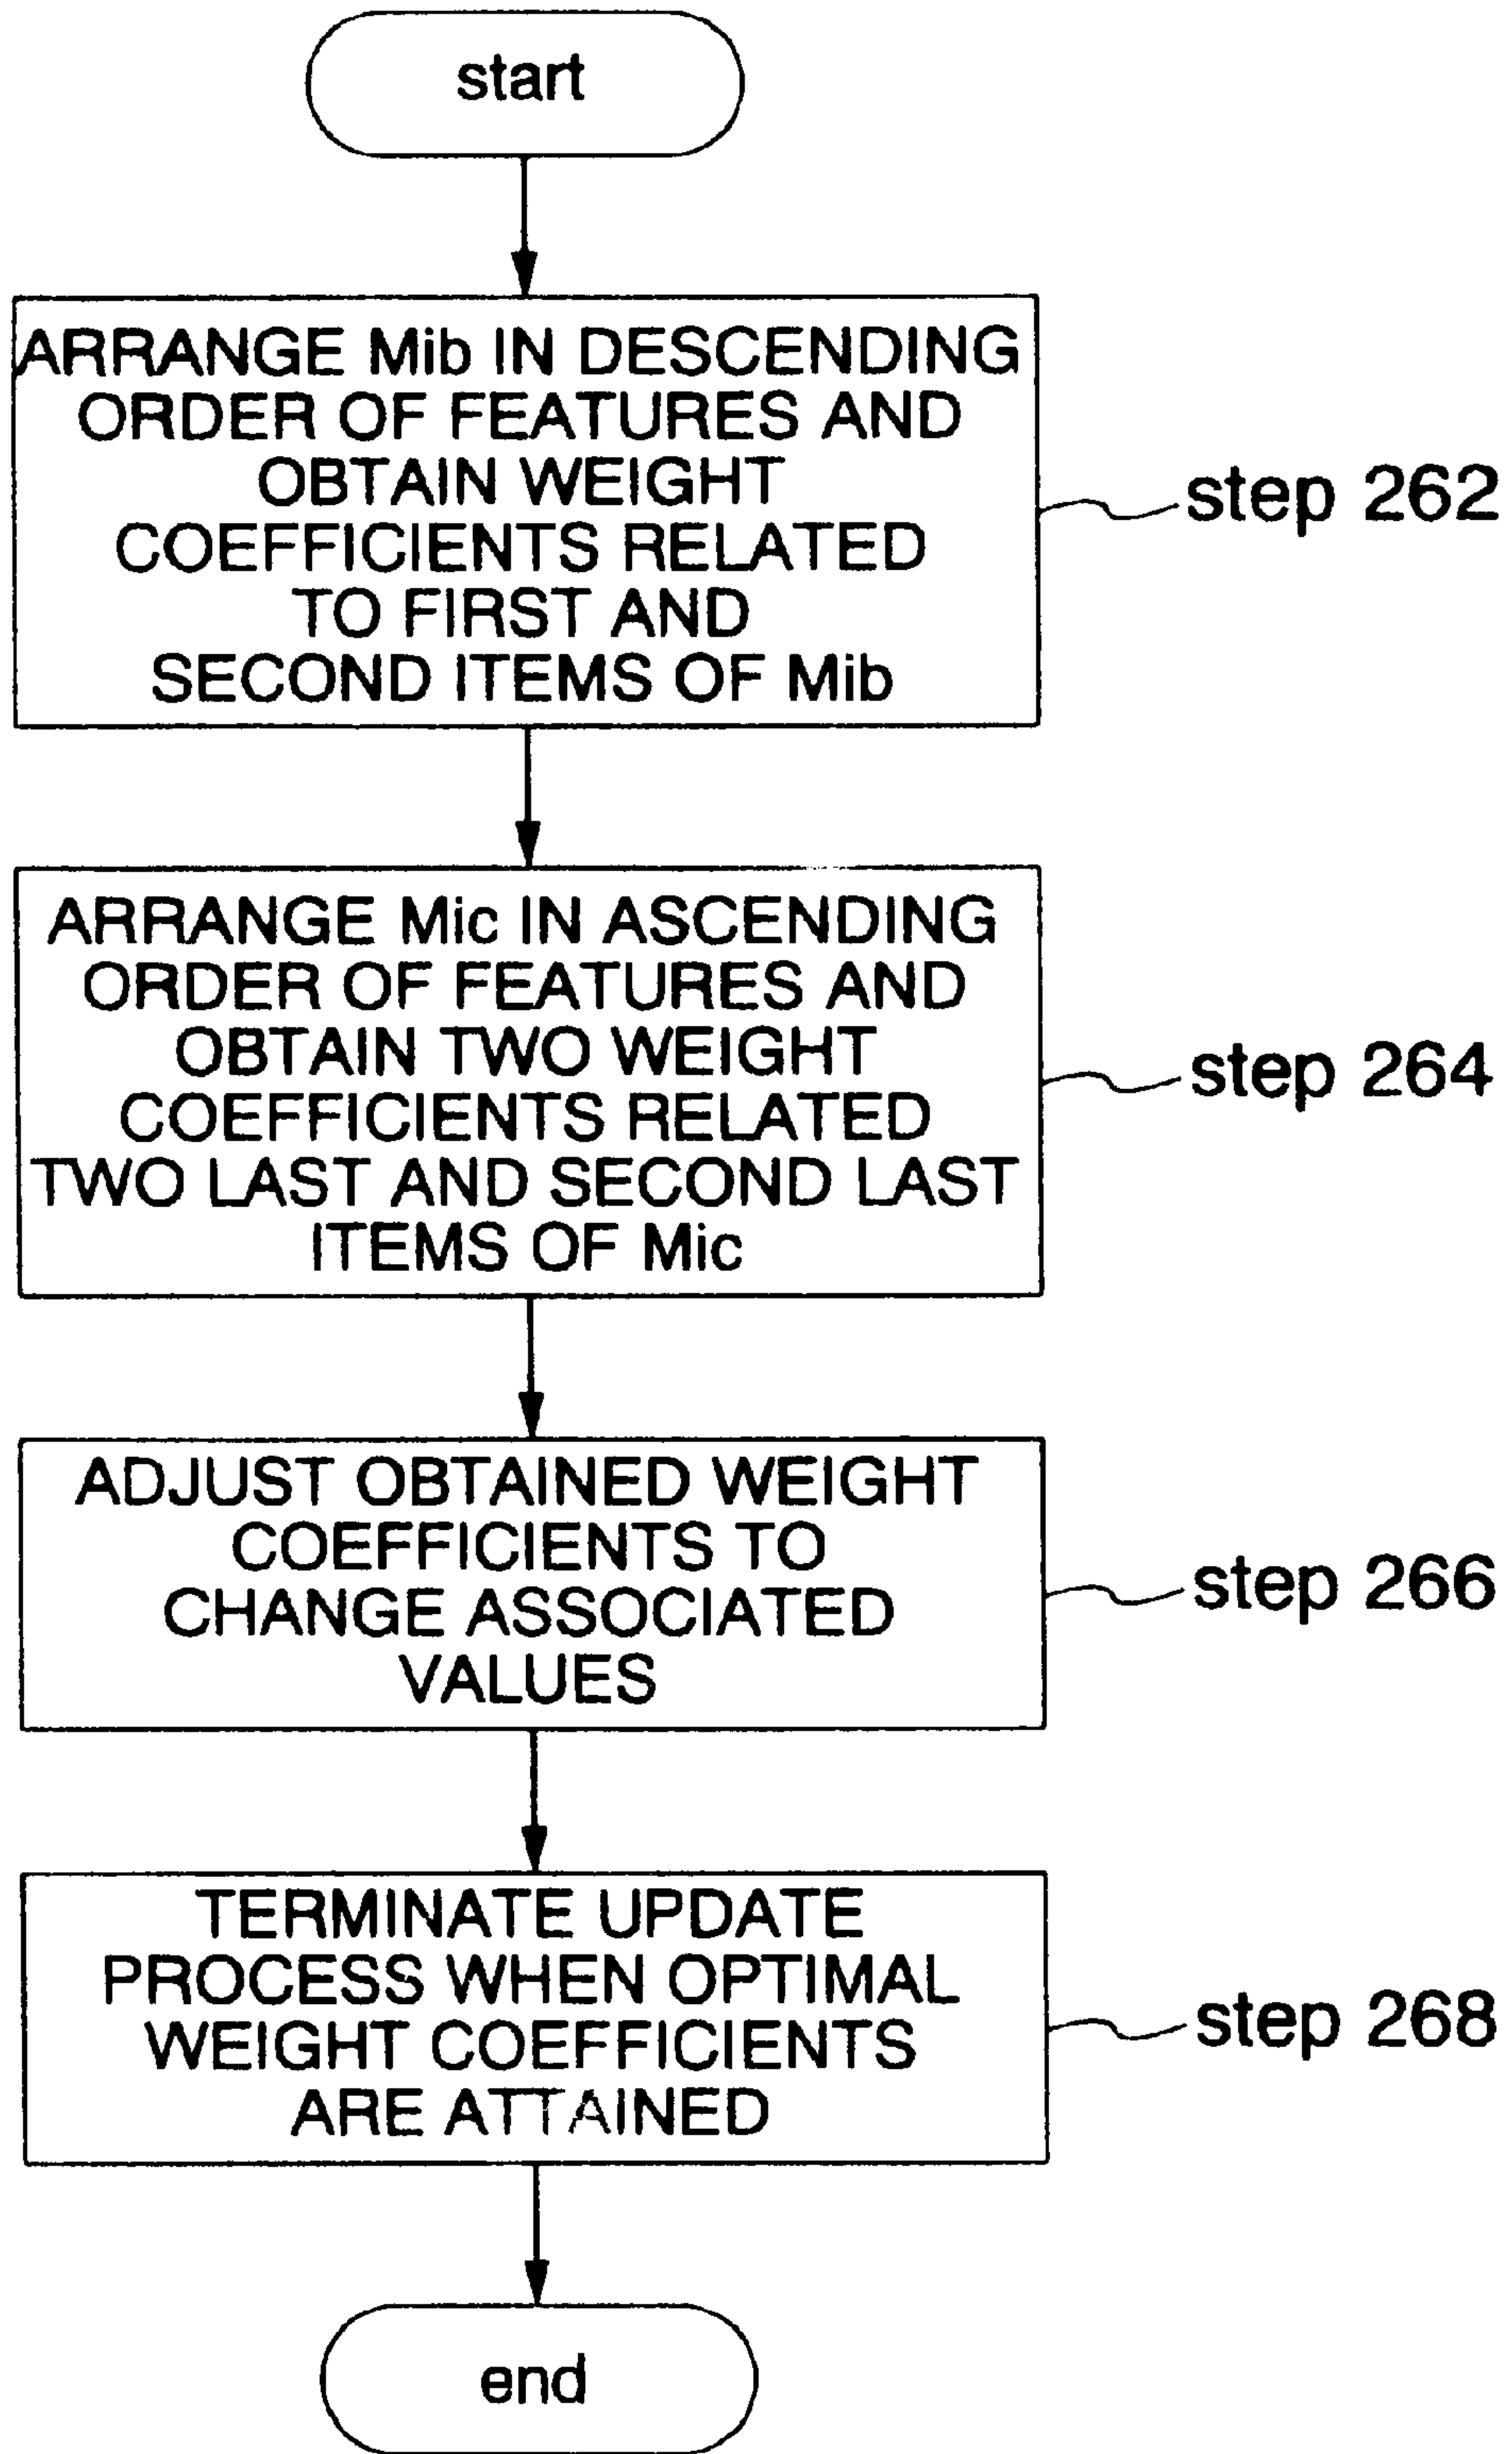 start
ARRANGE Mib IN DESCENDING
ORDER OF FEATURES AND
OBTAIN WEIGHT
COEFFICIENTS RELATED
TO FIRST AND
SECOND ITEMS OF Mib
step 262
ARRANGE Mic IN ASCENDING
ORDER OF FEATURES AND
OBTAIN TWO WEIGHT
COEFFICIENTS RELATED
TWO LAST AND SECOND LAST
ITEMS OF Mic
step 264
ADJUST OBTAINED WEIGHT
COEFFICIENTS TO
CHANGE ASSOCIATED
VALUES
step 266
TERMINATE UPDATE
PROCESS WHEN OPTIMAL
WEIGHT COEFFICIENTS
ARE ATTAINED
step 268
end